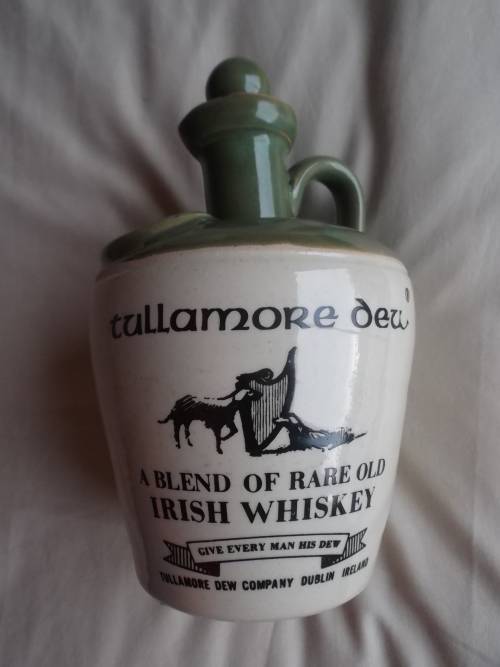 tullamore dew®
A BLEND OF RARE OLD
IRISH WHISKEY
GIVE EVERY MAN HIS DEW
TULLAMORE DEW COMPANY DUBLIN IRELAND